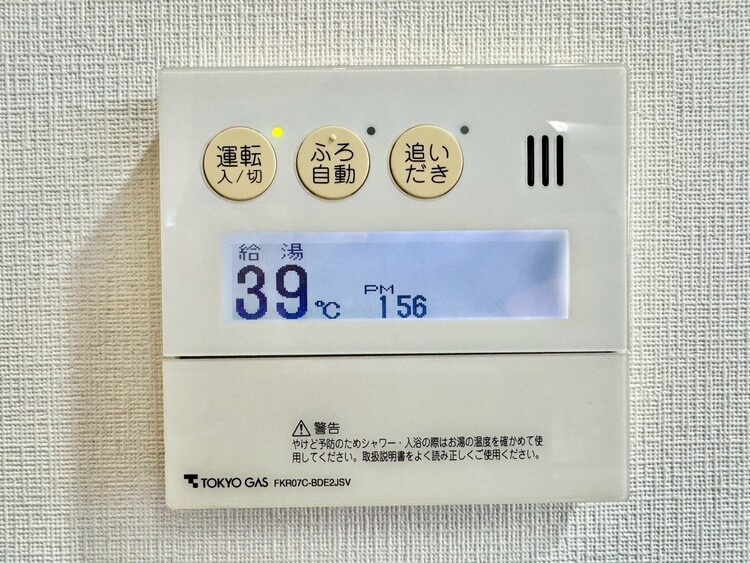 運転
入/切
ふろ
自動
追い
だき
給 湯
39℃
PM
1 56
警告
やけど予防のためシャワー・入浴の際はお湯の温度を確かめて使
用してください。取扱説明書をよく読み正しくご使用ください。
TOKYO GAS FKR07C-BDE2JSV